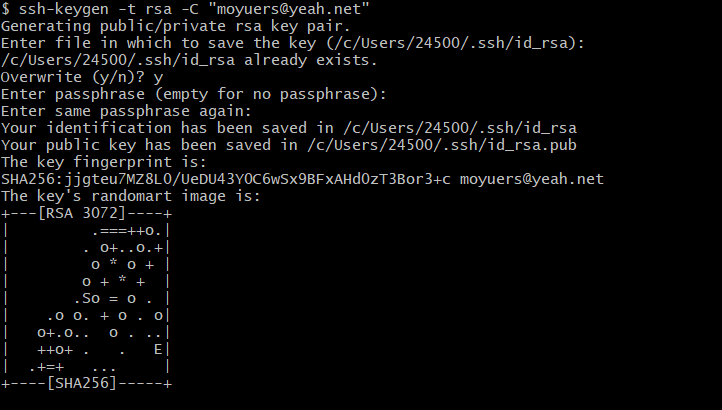 $ ssh-keygen -t rsa -C "moyuers@yeah.net"
Generating public/private rsa key pair.
Enter file in which to save the key (/c/Users/24500/.ssh/id_rsa):
/c/Users/24500/.ssh/id_rsa already exists.
Overwrite (y/n)? y
Enter passphrase (empty for no passphrase):
Enter same passphrase again:
Your identification has been saved in /c/Users/24500/.ssh/id_rsa
Your public key has been saved in /c/Users/24500/.ssh/id_rsa.pub
The key fingerprint is:
SHA256:jjgteu7MZ8L0/UeDU43YOC6wSx9BFxAHdOzT3Bor3+c moyuers@yeah.net
The key's randomart image is:
+---[RSA 3072]----+
|          .===++o.|
|         . o+..o.+|
|          o * o + |
|         o + * +  |
|        .So = o . |
|     .o o. + o . o|
|    o+.o..  o . ..|
|    ++o+ .   .   E|
|   .+=+   ...     |
+----[SHA256]-----+